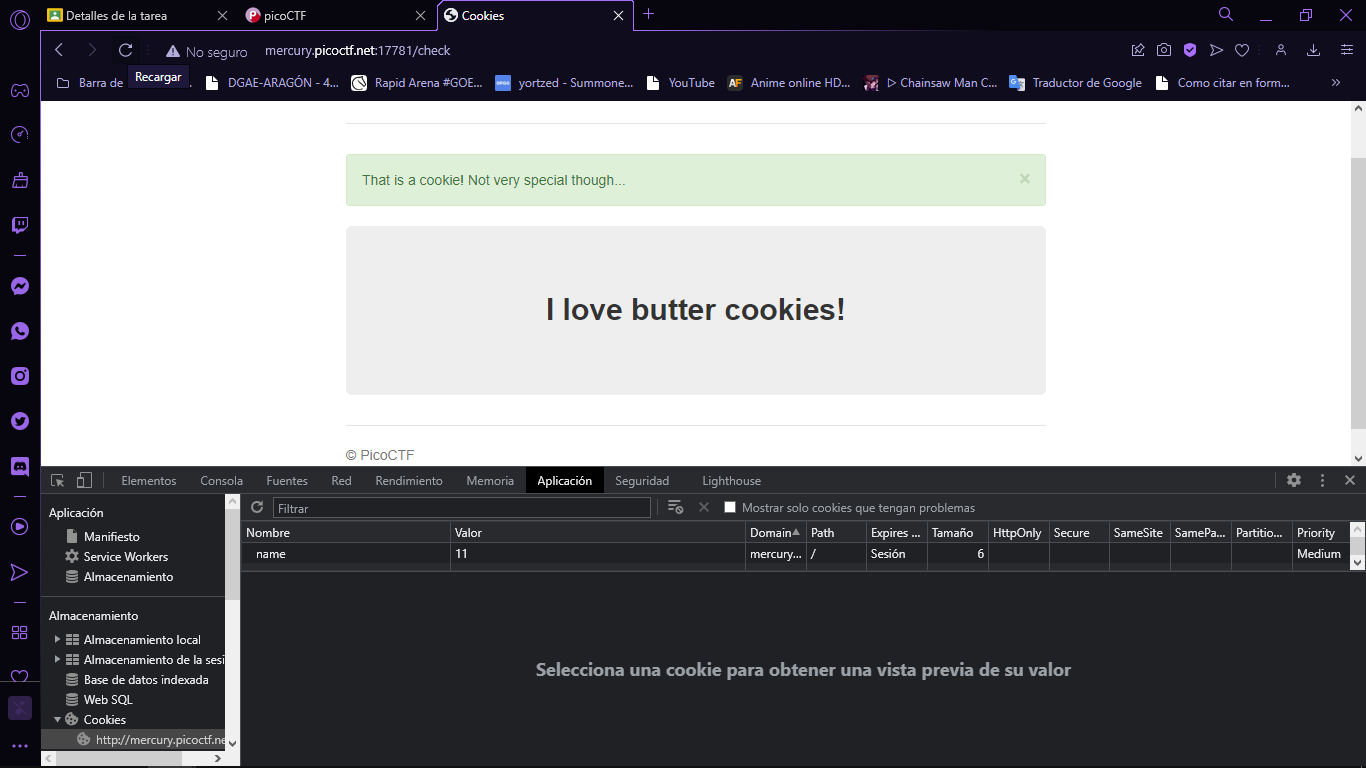 Detalles de la tarea
picoCTF
Cookies
No seguro mercury.picoctf.net:17781/check
Barra de
Recargar
DGAE-ARAGÓN - 4...
Rapid Arena #GOE...
yortzed - Summone...
YouTube
Anime online HD...
▷ Chainsaw Man C...
Traductor de Google
Como citar en form...
»
That is a cookie! Not very special though... ×
I love butter cookies!
© PicoCTF
Elementos Consola Fuentes Red Rendimiento Memoria Aplicación Seguridad Lighthouse
Aplicación
Manifiesto
Service Workers
Almacenamiento
Almacenamiento
Almacenamiento local
Almacenamiento de la sesi
Base de datos indexada
Web SQL
Cookies
http://mercury.picoctf.ne
Filtrar
Mostrar solo cookies que tengan problemas
Nombre Valor Domain Path Expires ... Tamaño HttpOnly Secure SameSite SamePa... Partitio... Priority
name 11 mercury... / Sesión 6 Medium
Selecciona una cookie para obtener una vista previa de su valor